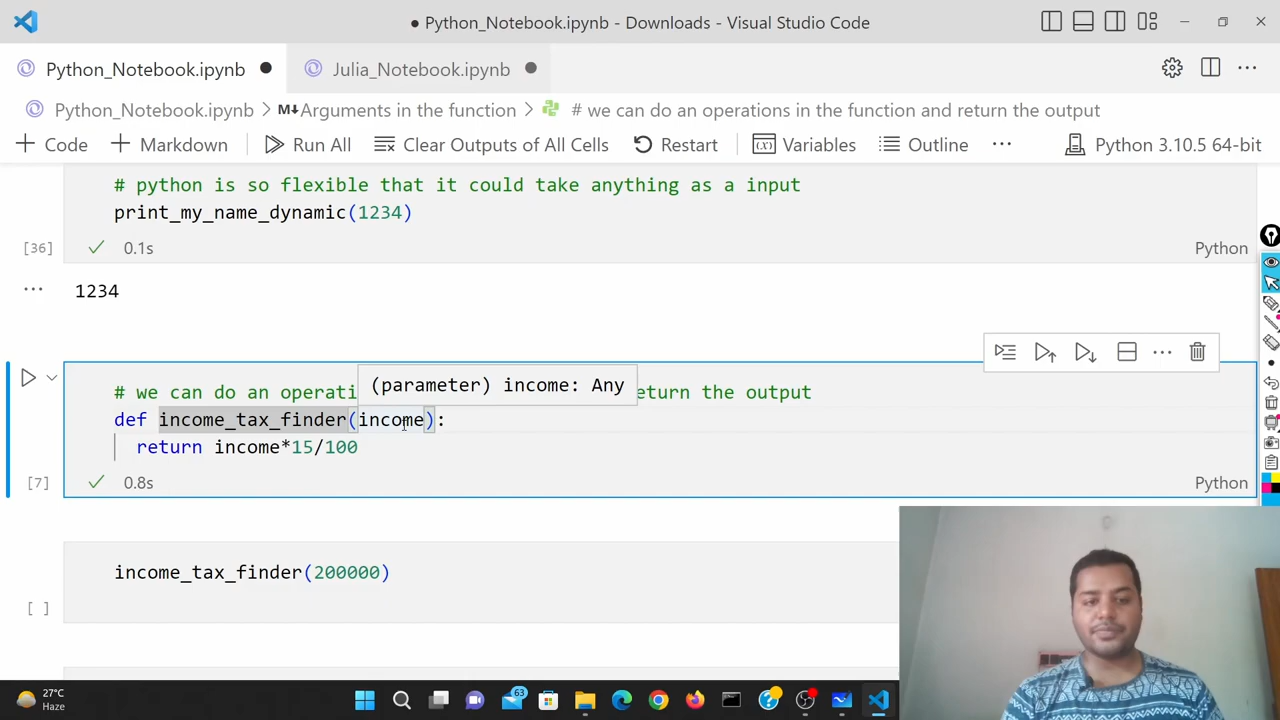 ● Python_Notebook.ipynb - Downloads - Visual Studio Code
Python_Notebook.ipynb ●
Julia_Notebook.ipynb ●
Python_Notebook.ipynb > M↓Arguments in the function > # we can do an operations in the function and return the output
+ Code + Markdown Run All Clear Outputs of All Cells Restart Variables Outline ... Python 3.10.5 64-bit
# python is so flexible that it could take anything as a input
print_my_name_dynamic(1234)
[36] ✓ 0.1s Python
... 1234
(parameter) income: Any
# we can do an operati eturn the output
def income_tax_finder(income):
return income*15/100
[7] ✓ 0.8s Python
income_tax_finder(200000)
[ ]
27°C
Haze
63